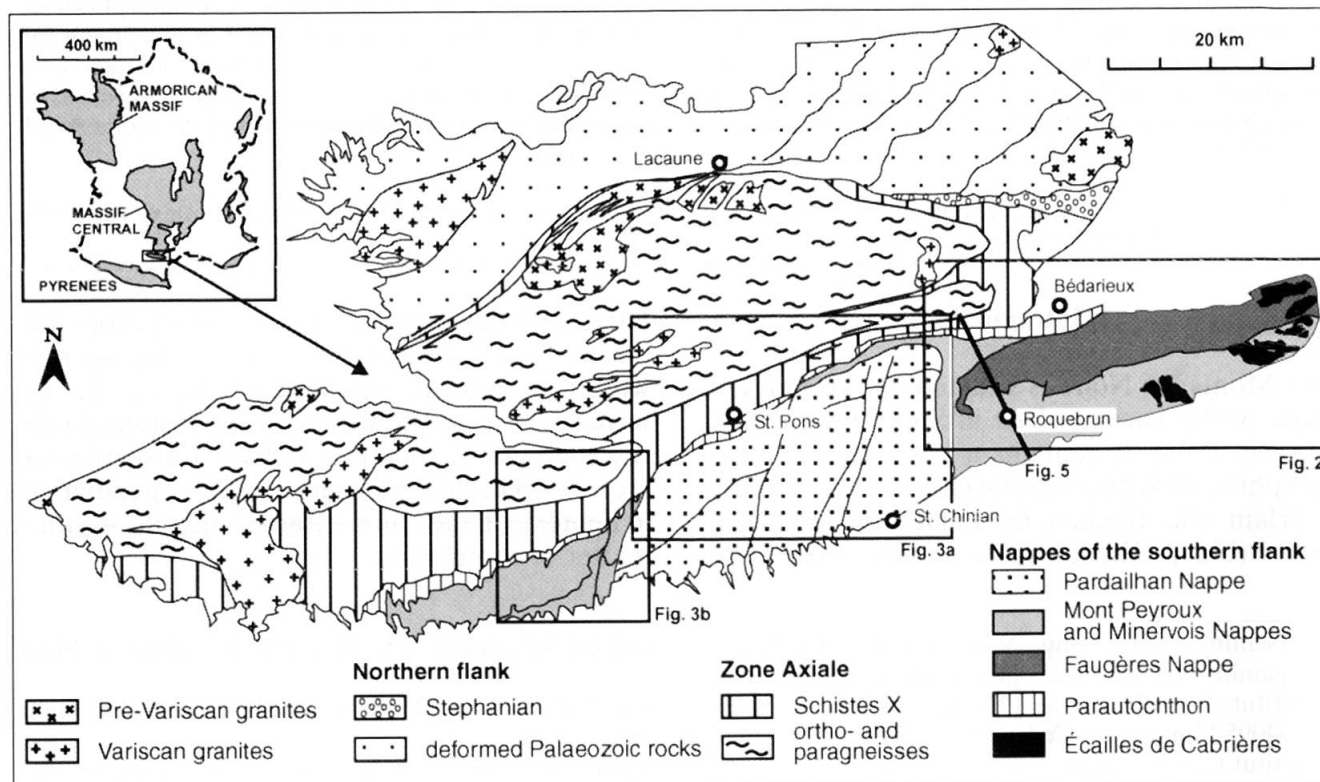 400 km
ARMORICAN
MASSIF
MASSIF
CENTRAL
PYRENEES
20 km
Lacaune
N
Bédarieux
St. Pons
Roquebrun
Fig. 5
Fig. 2
St. Chinian
Fig. 3a
Fig. 3b
Nappes of the southern flank
Pardailhan Nappe
Mont Peyroux
and Minervois Nappes
Faugères Nappe
Parautochthon
Écailles de Cabrières
Northern flank
Stephanian
deformed Palaeozoic rocks
Zone Axiale
Schistes X
ortho- and
paragneisses
Pre-Variscan granites
Variscan granites